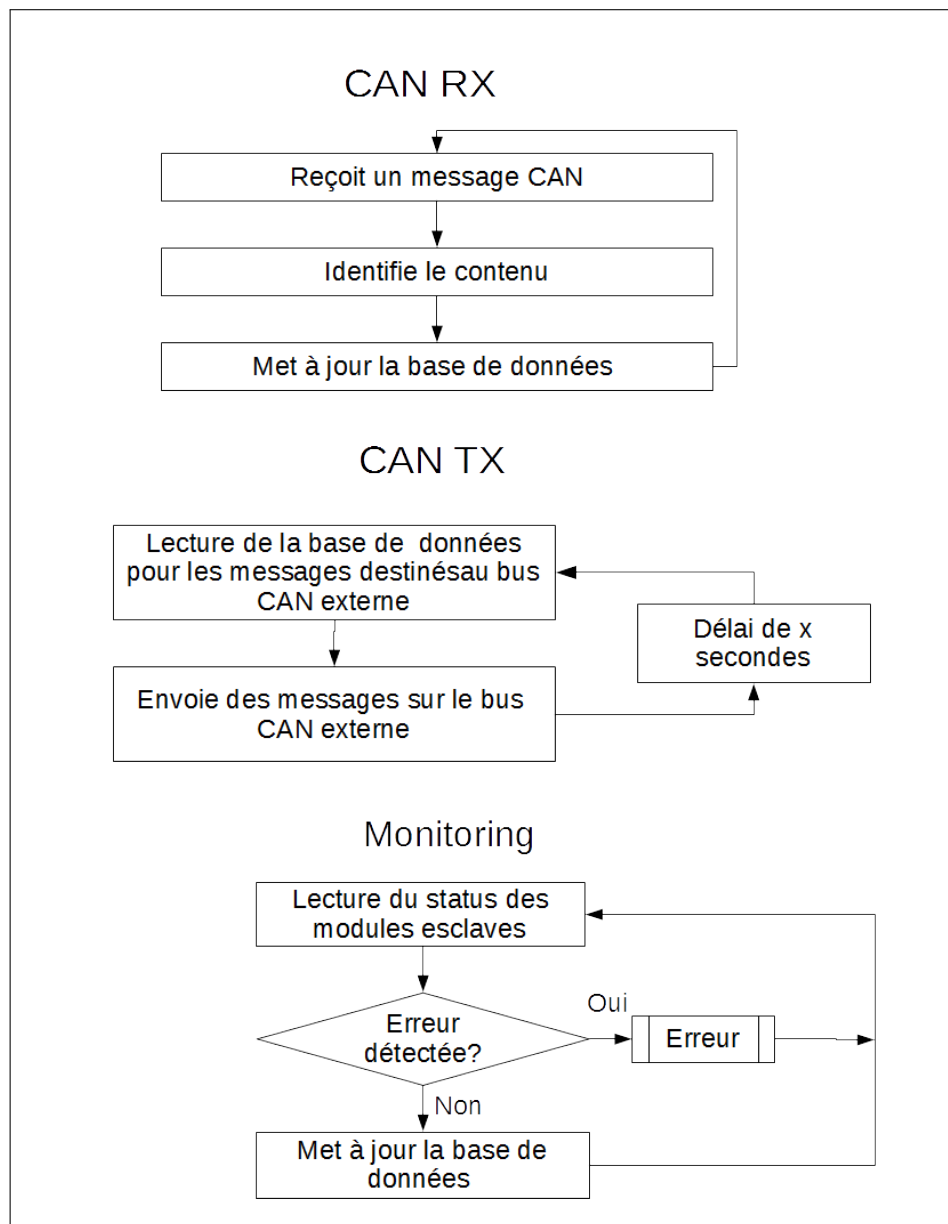 CAN RX
Reçoit un message CAN
Identifie le contenu
Met à jour la base de données
CAN TX
Lecture de la base de données
pour les messages destinésau bus
CAN externe
Délai de x
secondes
Envoie des messages sur le bus
CAN externe
Monitoring
Lecture du status des
modules esclaves
Oui
Erreur
détectée?
Erreur
Non
Met à jour la base de
données